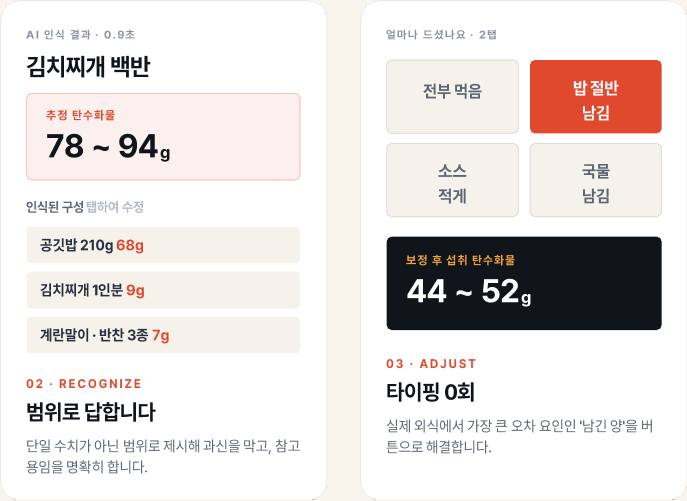 AI 인식 결과 · 0.9초
김치찌개 백반
추정 탄수화물
78 ~ 94g
인식된 구성 탭하여 수정
공깃밥 210g 68g
김치찌개 1인분 9g
계란말이 · 반찬 3종 7g
02 · RECOGNIZE
범위로 답합니다
단일 수치가 아닌 범위로 제시해 과신을 막고, 참고
용임을 명확히 합니다.
얼마나 드셨나요 · 2탭
전부 먹음
밥 절반
남김
소스
적게
국물
남김
보정 후 섭취 탄수화물
44 ~ 52g
03 · ADJUST
타이핑 0회
실제 외식에서 가장 큰 오차 요인인 '남긴 양'을 버
튼으로 해결합니다.